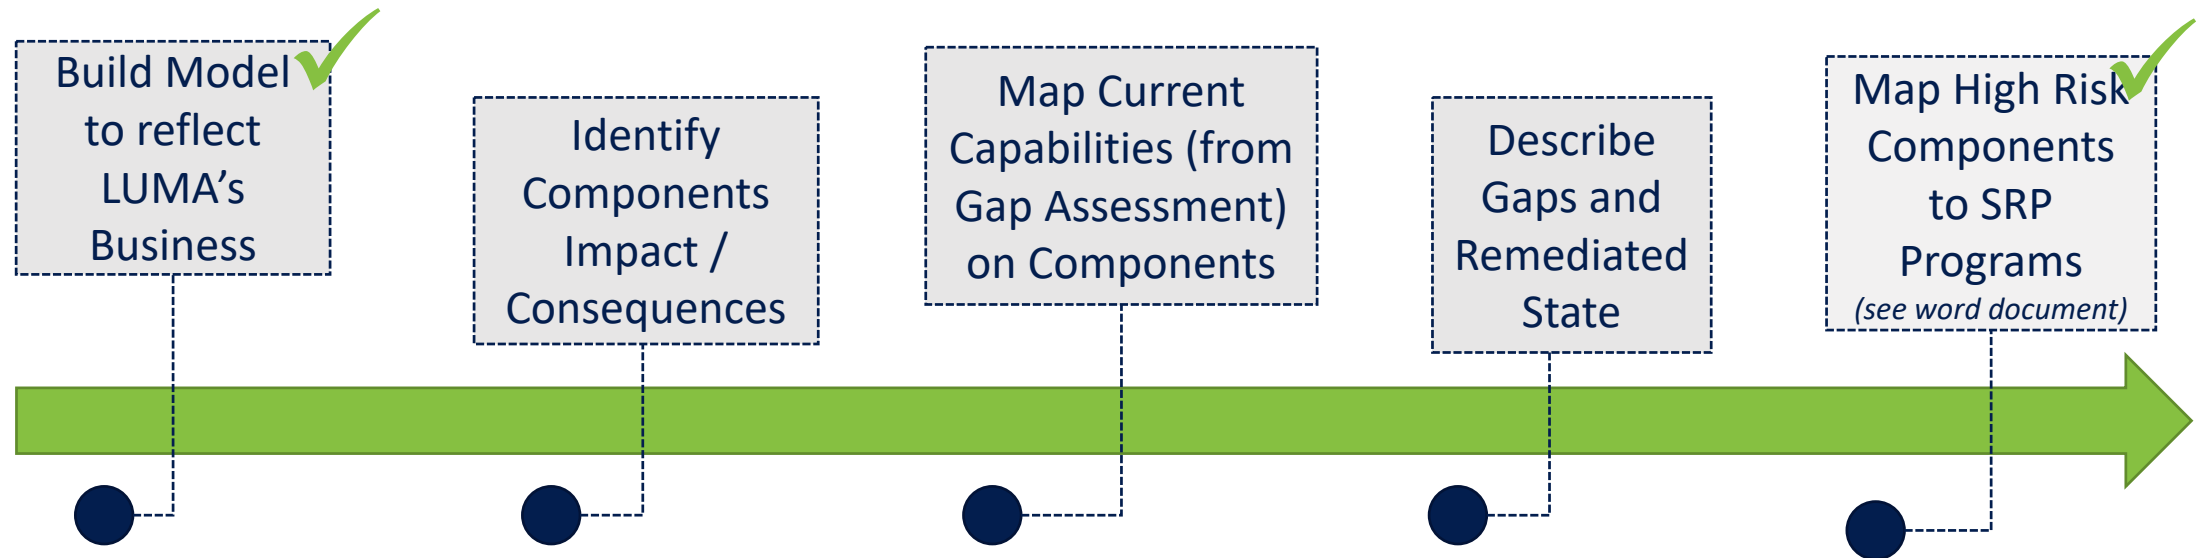 Build Model
to reflect
LUMA’s
Business
Identify
Components
Impact /
Consequences
Map Current
Capabilities (from
Gap Assessment)
on Components
Describe
Gaps and
Remediated
State
Map High Risk
Components
to SRP
Programs
(see word document)